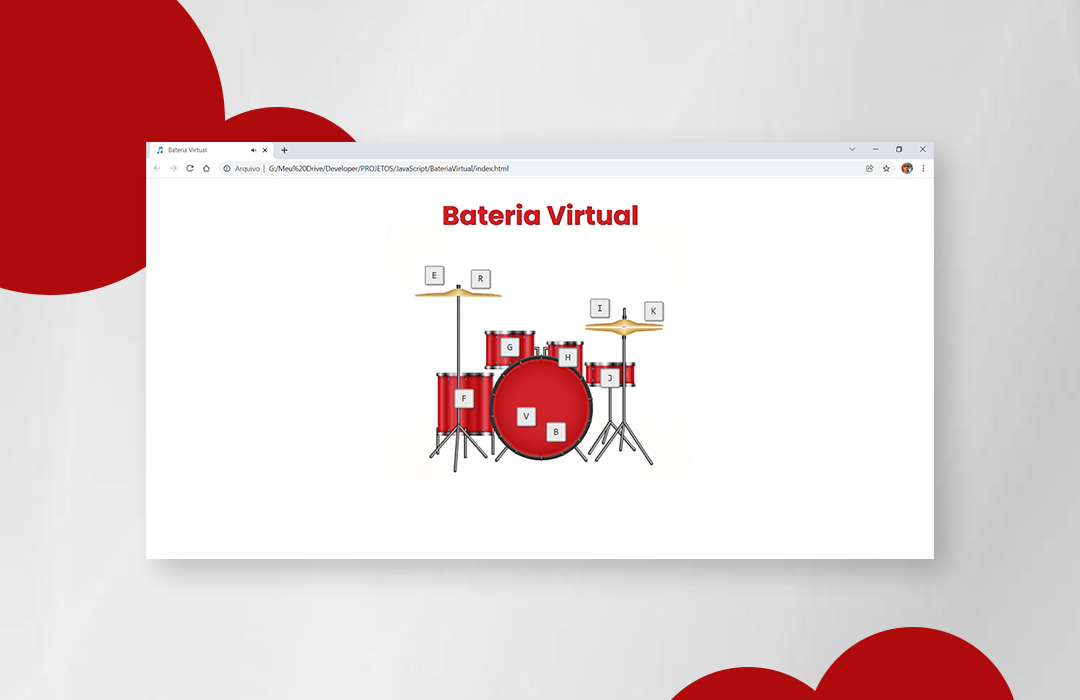 Bateria Virtual
Arquivo | G:/Meu%20Drive/Developer/PROJETOS/JavaScript/BateriaVirtual/index.html
Bateria Virtual
E
R
I
K
G
H
J
F
V
B